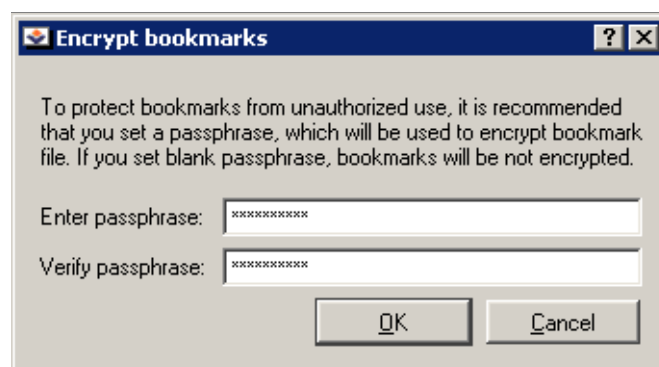 Encrypt bookmarks
To protect bookmarks from unauthorized use, it is recommended
that you set a passphrase, which will be used to encrypt bookmark
file. If you set blank passphrase, bookmarks will be not encrypted.
Enter passphrase: **********
Verify passphrase: **********
OK Cancel